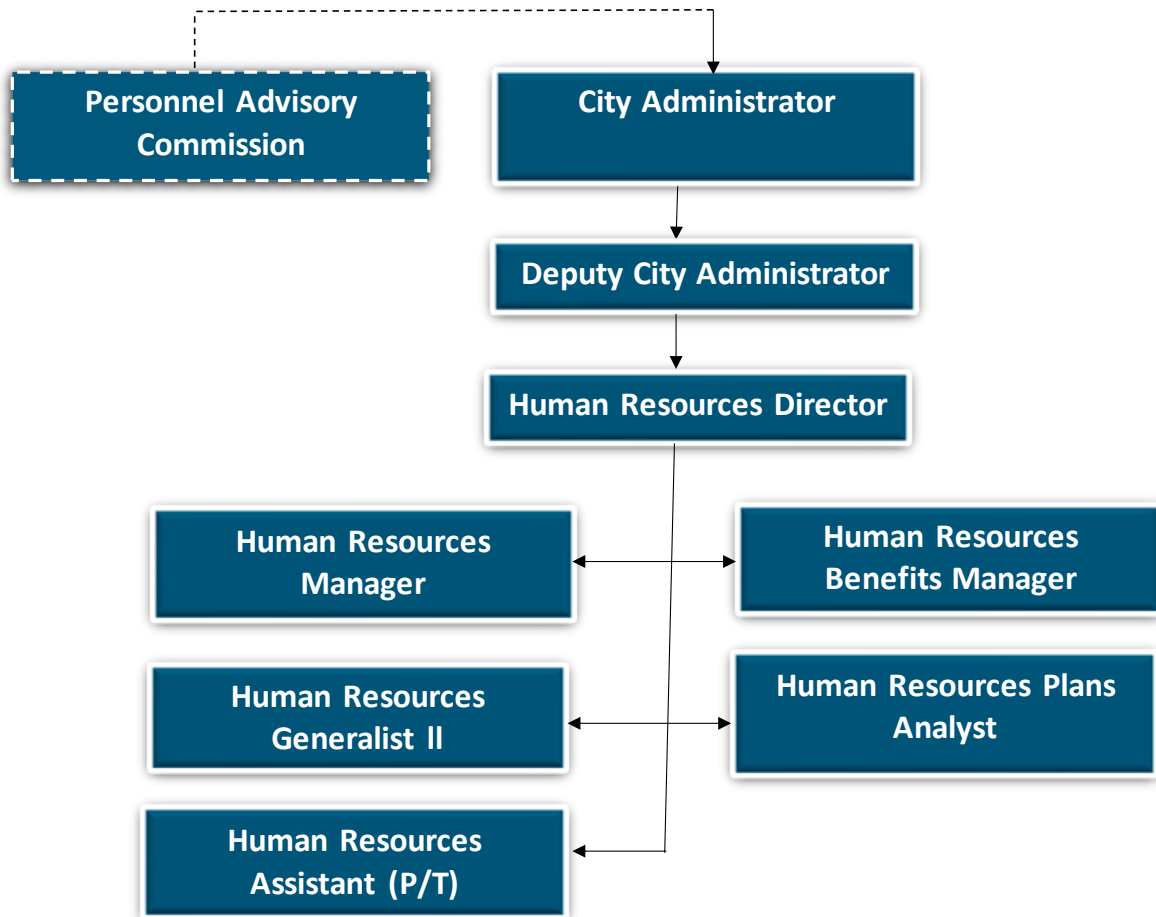 Personnel Advisory
Commission
City Administrator
Deputy City Administrator
Human Resources Director
Human Resources
Manager
Human Resources
Benefits Manager
Human Resources
Generalist ll
Human Resources Plans
Analyst
Human Resources
Assistant (P/T)